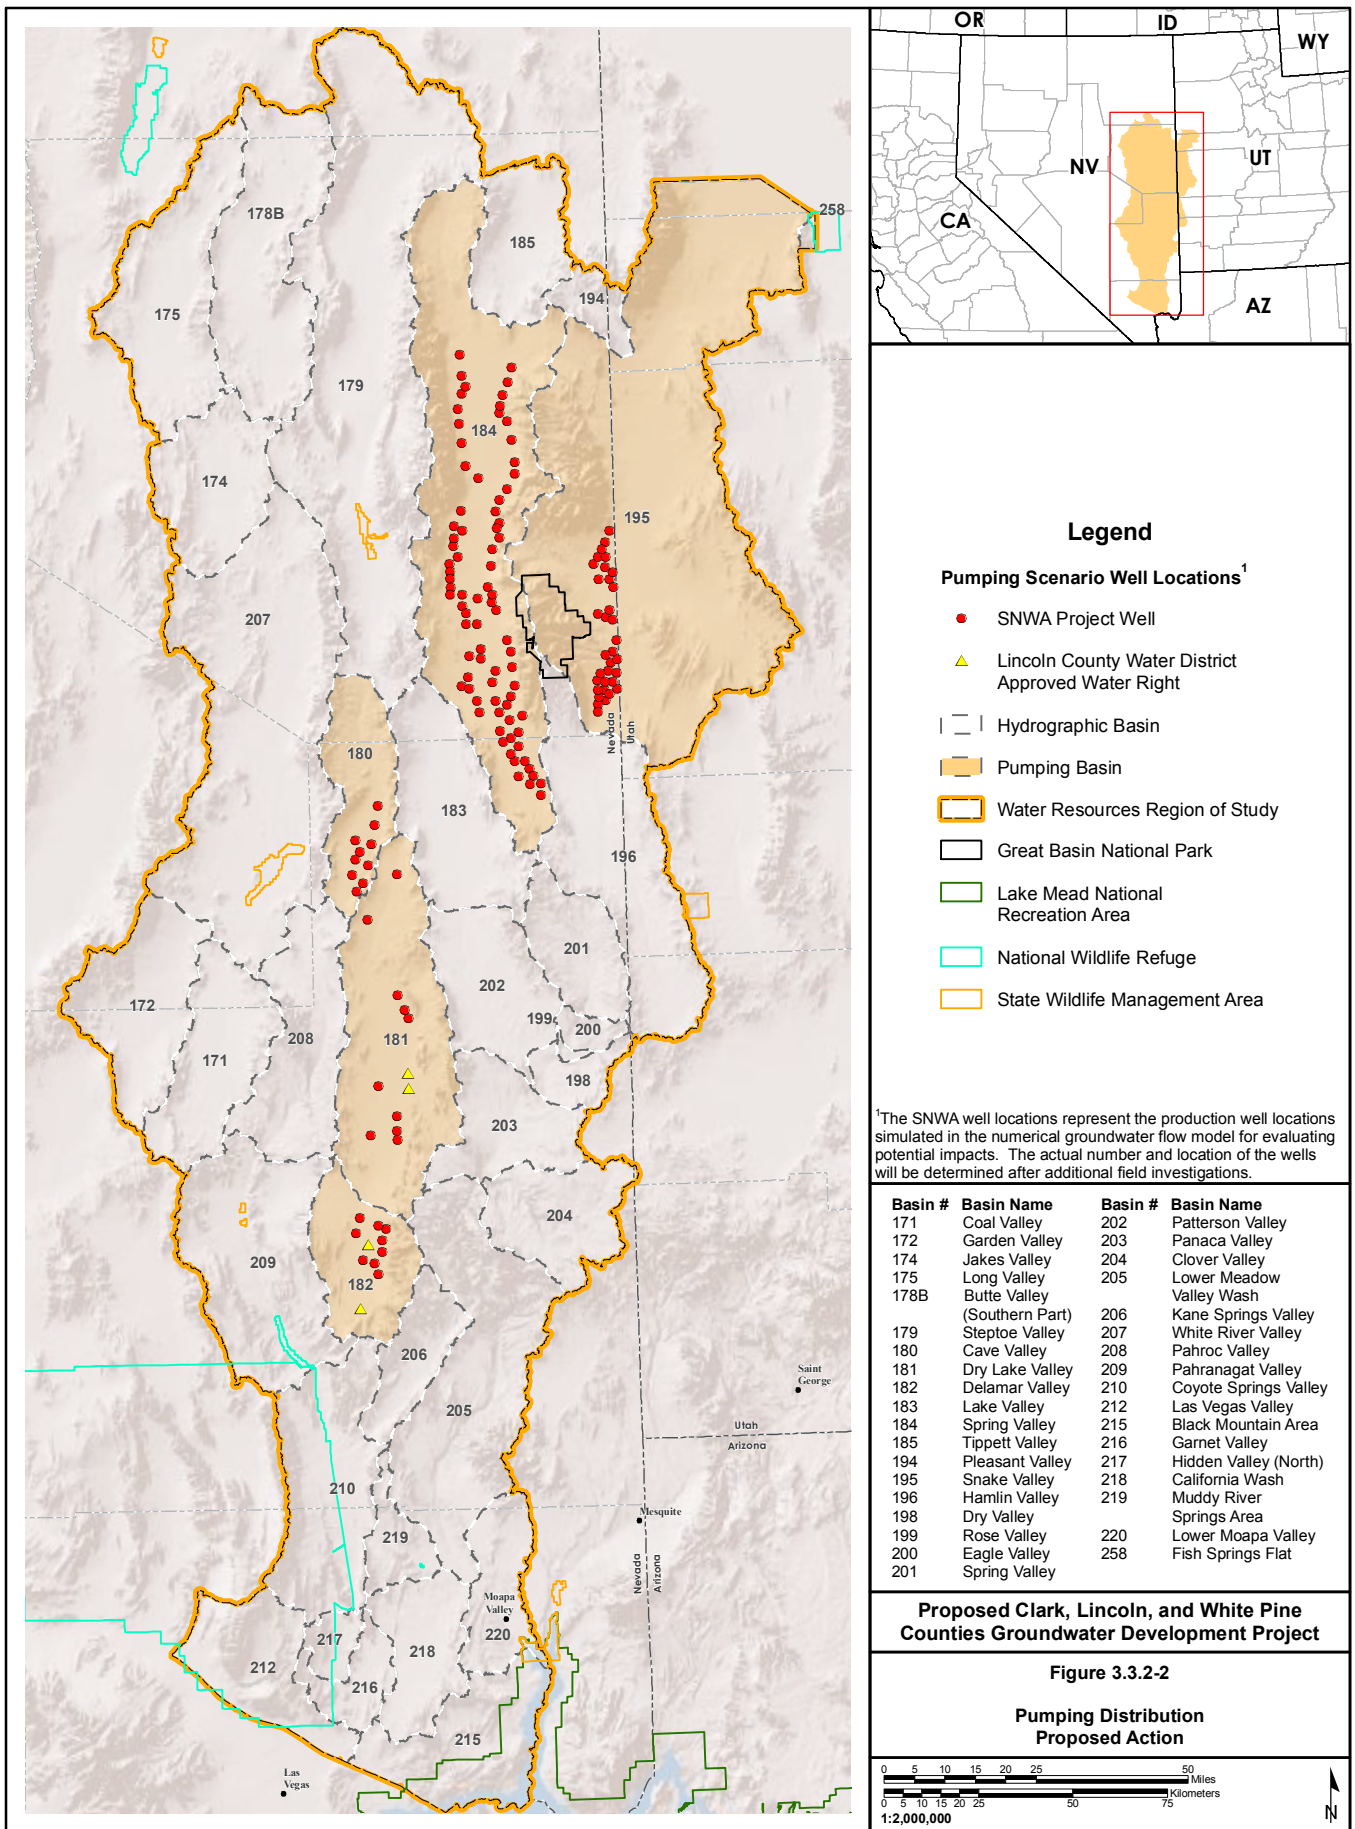 OR
ID
WY
NV
UT
CA
AZ
258
178B
185
194
175
179
184
174
195
207
Nevada
Utah
180
183
196
201
202
172
199
200
208
181
171
198
203
204
209
182
206
Saint
George
205
Utah
Arizona
210
Mesquite
219
Nevada
Arizona
Moapa
Valley
220
217
218
212
216
215
Las
Vegas
Legend
Pumping Scenario Well Locations1
SNWA Project Well
Lincoln County Water District
Approved Water Right
Hydrographic Basin
Pumping Basin
Water Resources Region of Study
Great Basin National Park
Lake Mead National
Recreation Area
National Wildlife Refuge
State Wildlife Management Area
1The SNWA well locations represent the production well locations
simulated in the numerical groundwater flow model for evaluating
potential impacts. The actual number and location of the wells
will be determined after additional field investigations.
Basin # Basin Name Basin # Basin Name
171 Coal Valley 202 Patterson Valley
172 Garden Valley 203 Panaca Valley
174 Jakes Valley 204 Clover Valley
175 Long Valley 205 Lower Meadow
178B Butte Valley Valley Wash
(Southern Part) 206 Kane Springs Valley
179 Steptoe Valley 207 White River Valley
180 Cave Valley 208 Pahroc Valley
181 Dry Lake Valley 209 Pahranagat Valley
182 Delamar Valley 210 Coyote Springs Valley
183 Lake Valley 212 Las Vegas Valley
184 Spring Valley 215 Black Mountain Area
185 Tippett Valley 216 Garnet Valley
194 Pleasant Valley 217 Hidden Valley (North)
195 Snake Valley 218 California Wash
196 Hamlin Valley 219 Muddy River
198 Dry Valley Springs Area
199 Rose Valley 220 Lower Moapa Valley
200 Eagle Valley 258 Fish Springs Flat
201 Spring Valley
Proposed Clark, Lincoln, and White Pine
Counties Groundwater Development Project
Figure 3.3.2-2
Pumping Distribution
Proposed Action
0 5 10 15 20 25 50
Miles
Kilometers
0 5 10 15 20 25 50 75
1:2,000,000
N